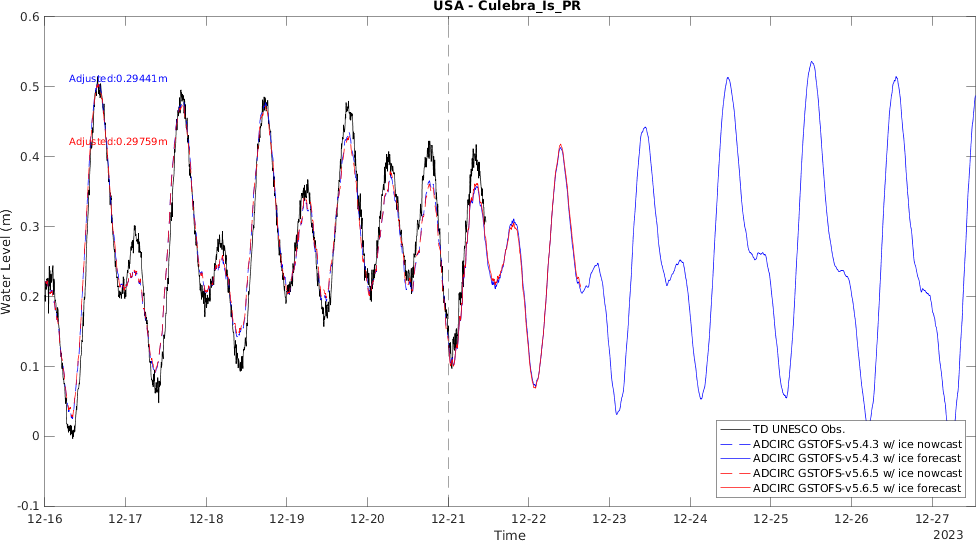 USA - Culebra_Is_PR
Adjusted:0.29441m
Adjusted:0.29759m
Water Level (m)
0.6
0.5
0.4
0.3
0.2
0.1
0
-0.1
TD UNESCO Obs.
ADCIRC GSTOFS-v5.4.3 w/ ice nowcast
ADCIRC GSTOFS-v5.4.3 w/ ice forecast
ADCIRC GSTOFS-v5.6.5 w/ ice nowcast
ADCIRC GSTOFS-v5.6.5 w/ ice forecast
12-16 12-17 12-18 12-19 12-20 12-21 12-22 12-23 12-24 12-25 12-26 12-27
Time
2023